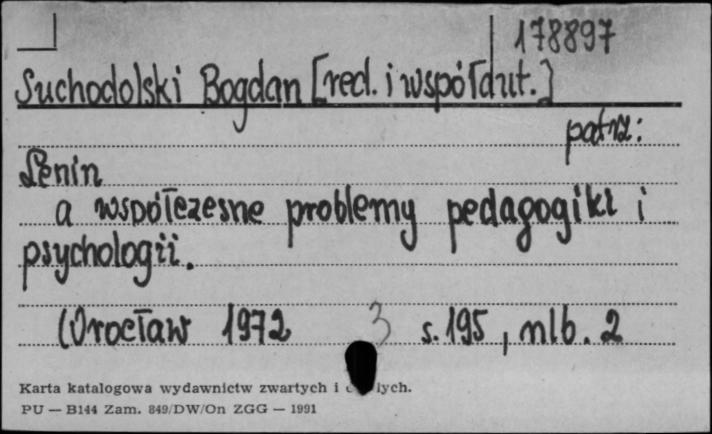 178897
Suchodolski Bogdan [red. i współaut.]
patrz:
Lenin
a współczesne problemy pedagogiki i
psychologii.
Wrocław 1972 3 s. 195, nlb. 2
Karta katalogowa wydawnictw zwartych i
PU — B144 Zam. 849/DW/On ZGG — 1991